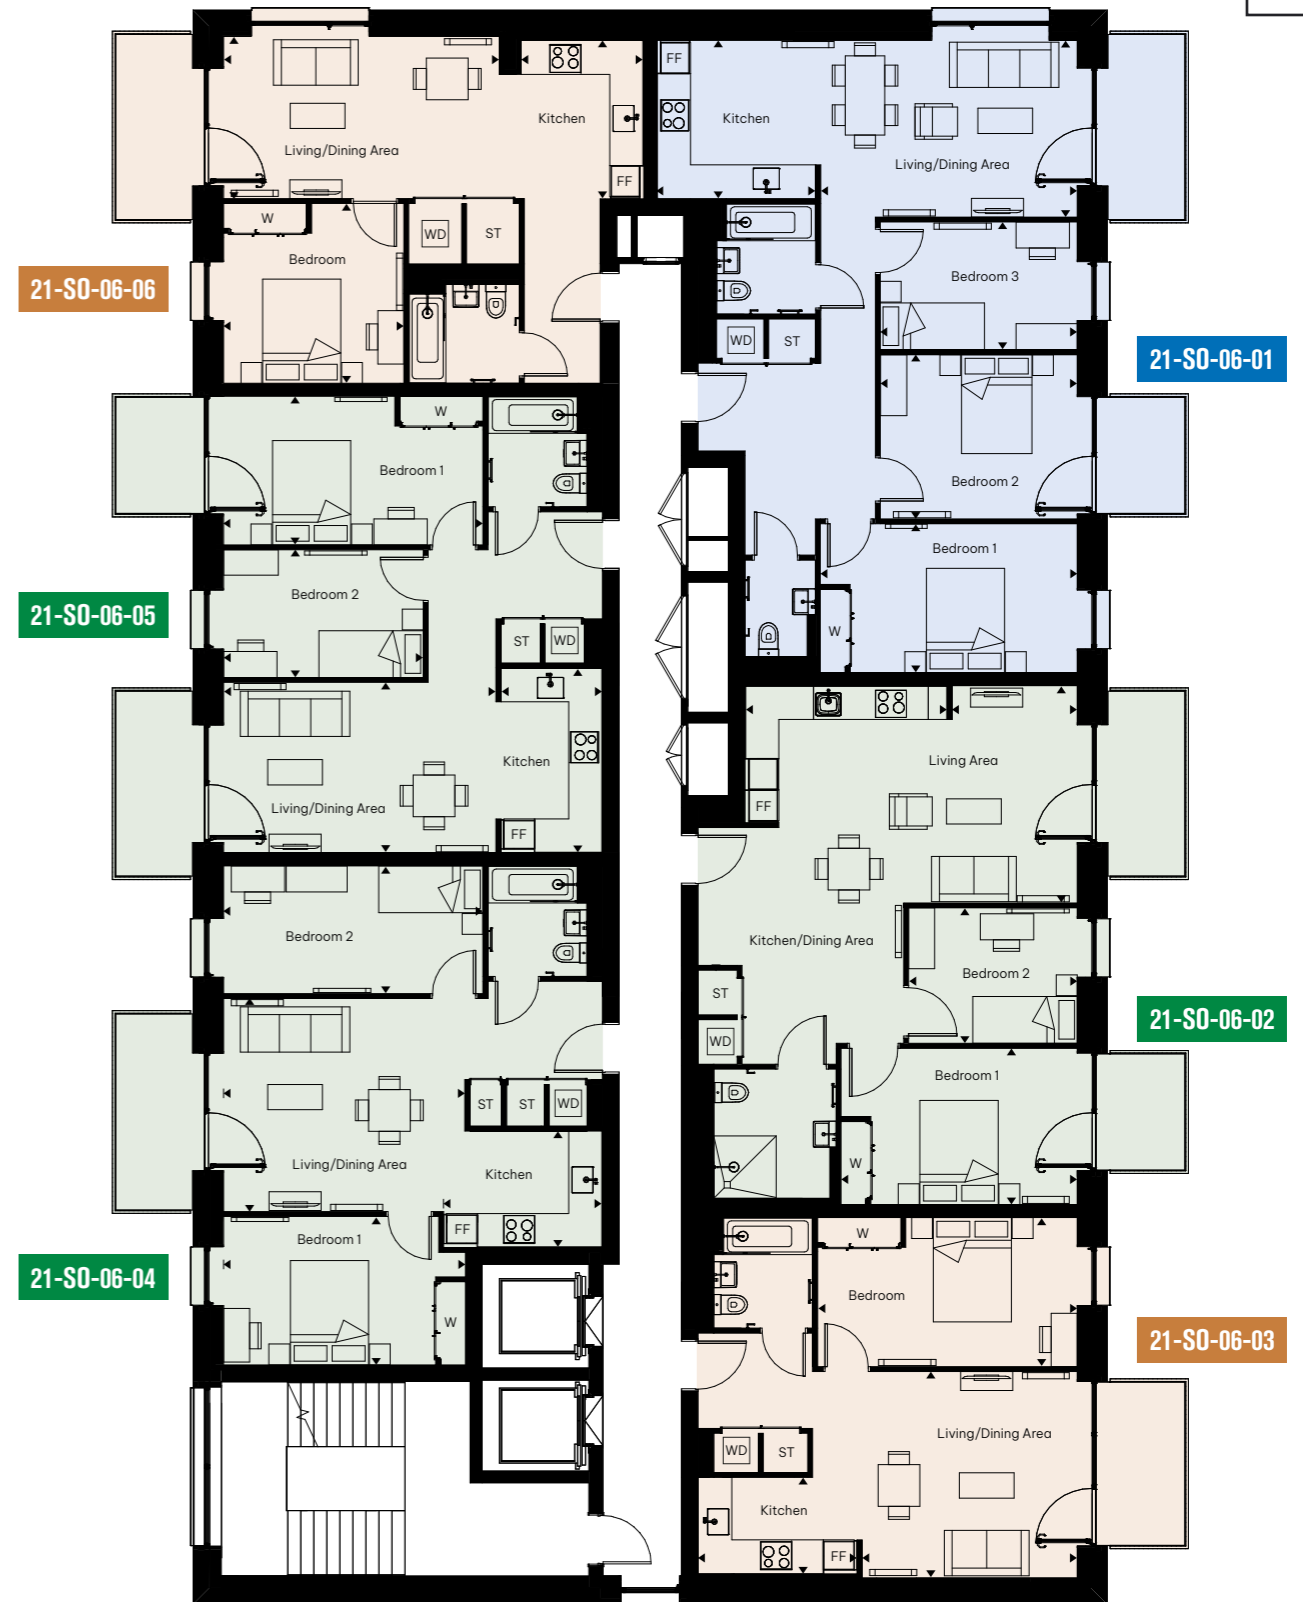 FF
Kitchen
Kitchen
Living/Dining Area
Living/Dining Area
FF
W
WD
ST
Bedroom
Bedroom 3
21-SO-06-06
WD
ST
21-SO-06-01
W
Bedroom 1
Bedroom 2
Bedroom 1
Bedroom 2
21-SO-06-05
ST
WD
W
Living Area
Kitchen
Living/Dining Area
FF
FF
Bedroom 2
Kitchen/Dining Area
Bedroom 2
ST
21-SO-06-02
WD
Bedroom 1
ST
ST
WD
Living/Dining Area
Kitchen
W
FF
Bedroom 1
W
21-SO-06-04
Bedroom
W
21-SO-06-03
Living/Dining Area
WD
ST
Kitchen
FF